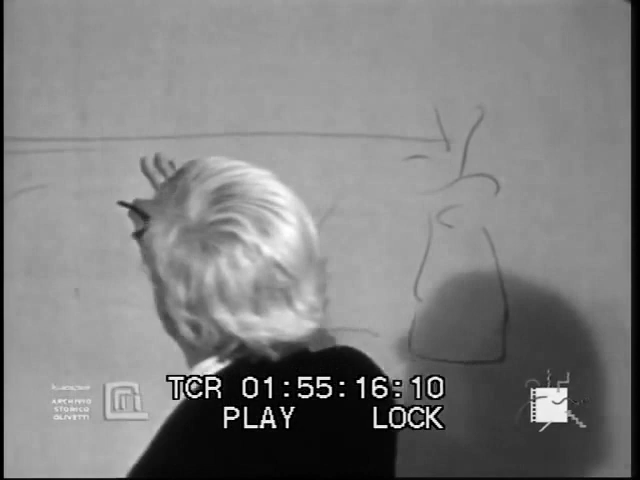 ARCHIVIO
STORICO
OLIVETTI
TCR 01:55:16:10
PLAY LOCK